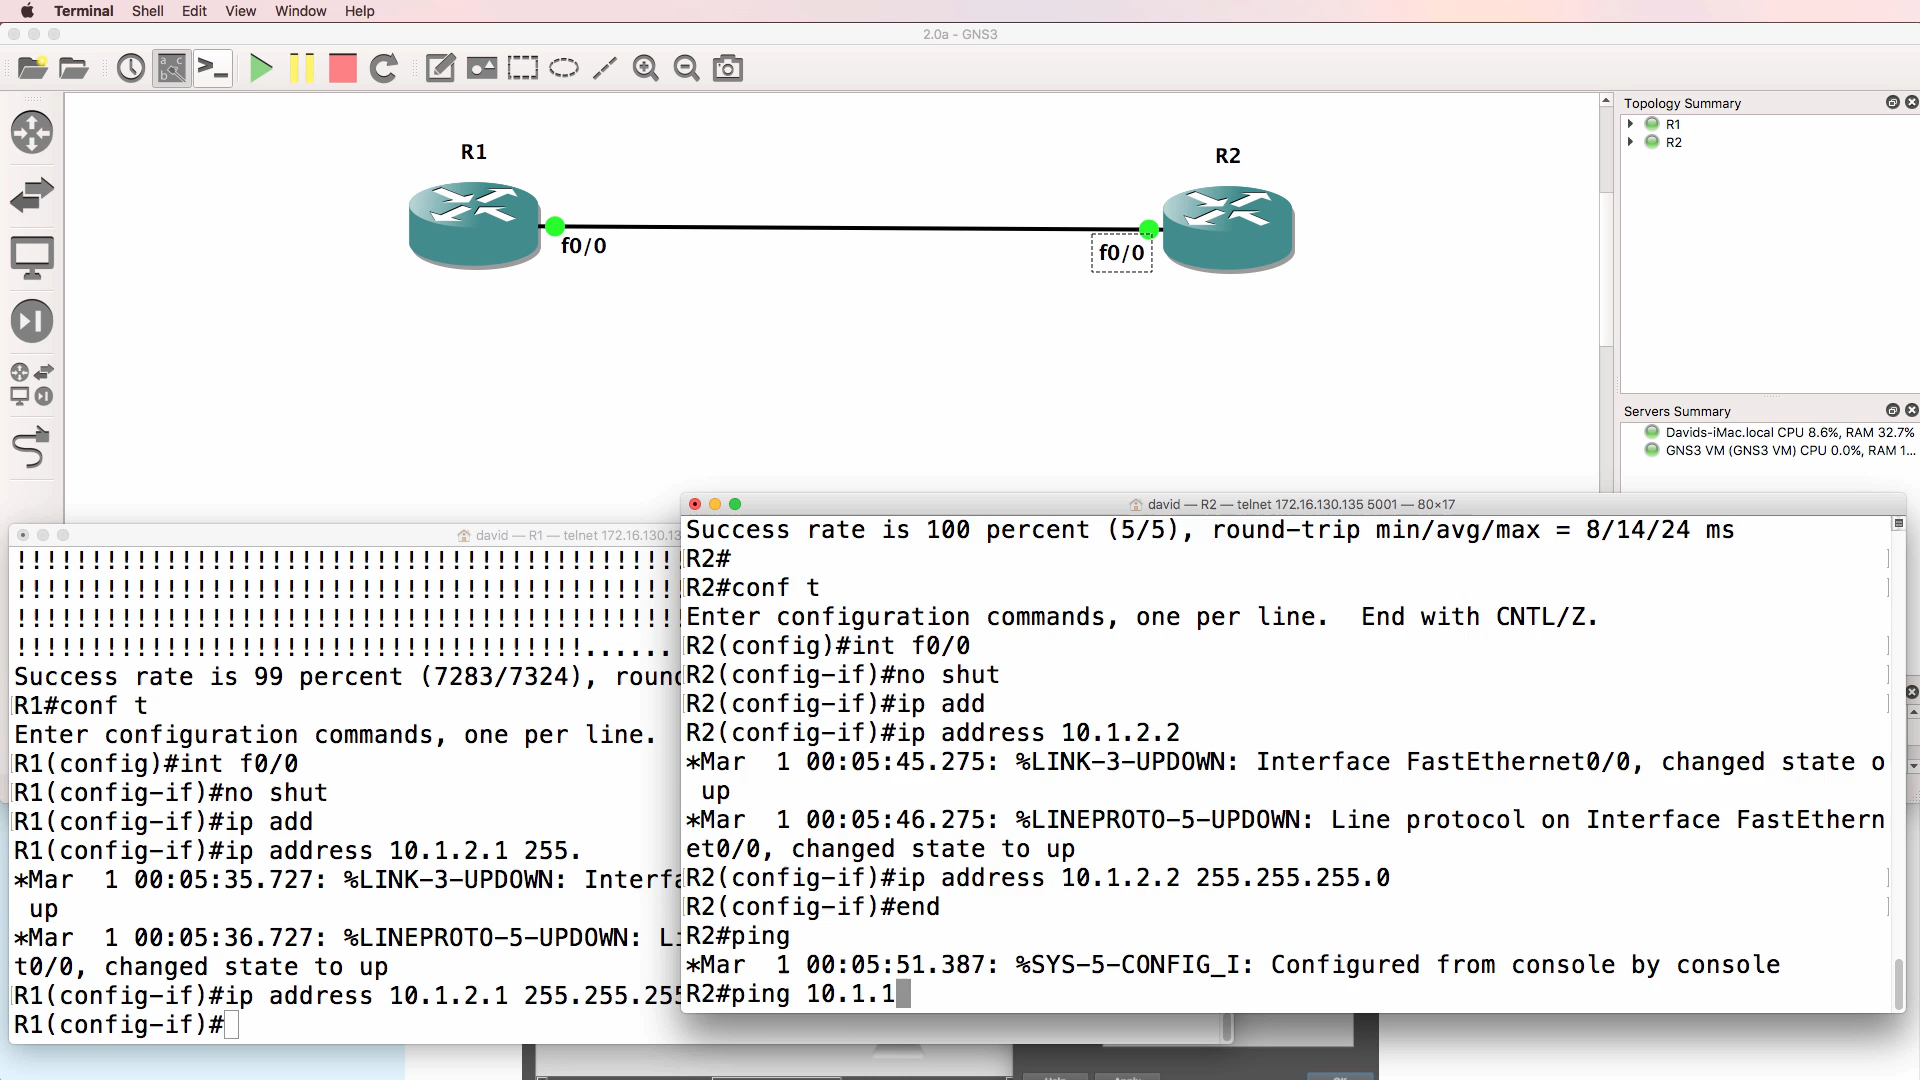 Terminal Shell Edit View Window Help
2.0a - GNS3
R1
R2
f0/0
f0/0
Topology Summary
R1
R2
Servers Summary
Davids-iMac.local CPU 8.6%, RAM 32.7%
GNS3 VM (GNS3 VM) CPU 0.0%, RAM 1...
david — R1 — telnet 172.16.130.13
!!!!!!!!!!!!!!!!!!!!!!!!!!!!!!!!!!!!!!!!!!!!!
!!!!!!!!!!!!!!!!!!!!!!!!!!!!!!!!!!!!!!!!!!!!!
!!!!!!!!!!!!!!!!!!!!!!!!!!!!!!!!!!!!!!!!!!!!!
!!!!!!!!!!!!!!!!!!!!!!!!!!!!!!!!!!!!!!......
Success rate is 99 percent (7283/7324), roun
R1#conf t
Enter configuration commands, one per line.
R1(config)#int f0/0
R1(config-if)#no shut
R1(config-if)#ip add
R1(config-if)#ip address 10.1.2.1 255.
*Mar  1 00:05:35.727: %LINK-3-UPDOWN: Interf
up
*Mar  1 00:05:36.727: %LINEPROTO-5-UPDOWN: L
t0/0, changed state to up
R1(config-if)#ip address 10.1.2.1 255.255.255
R1(config-if)#
david — R2 — telnet 172.16.130.135 5001 — 80×17
Success rate is 100 percent (5/5), round-trip min/avg/max = 8/14/24 ms
R2#
R2#conf t
Enter configuration commands, one per line.  End with CNTL/Z.
R2(config)#int f0/0
R2(config-if)#no shut
R2(config-if)#ip add
R2(config-if)#ip address 10.1.2.2
*Mar  1 00:05:45.275: %LINK-3-UPDOWN: Interface FastEthernet0/0, changed state o
up
*Mar  1 00:05:46.275: %LINEPROTO-5-UPDOWN: Line protocol on Interface FastEthern
et0/0, changed state to up
R2(config-if)#ip address 10.1.2.2 255.255.255.0
R2(config-if)#end
R2#ping
*Mar  1 00:05:51.387: %SYS-5-CONFIG_I: Configured from console by console
R2#ping 10.1.1